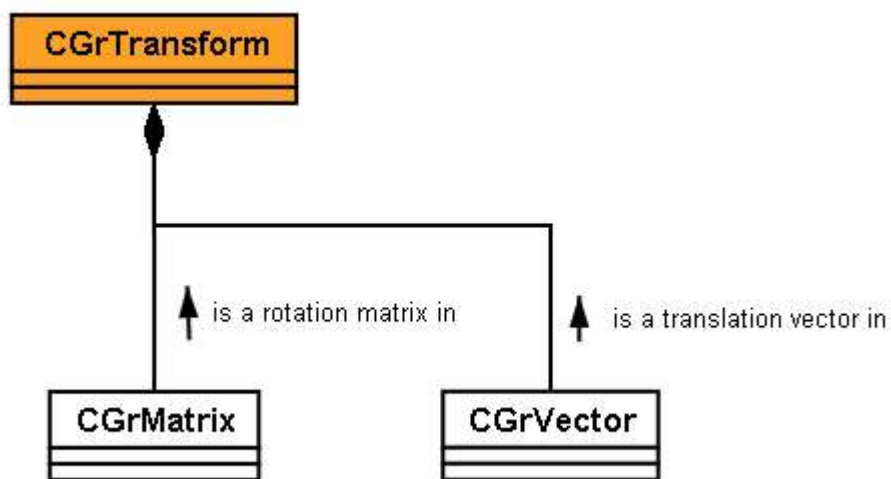 CGrTransform
is a rotation matrix in
is a translation vector in
CGrMatrix
CGrVector